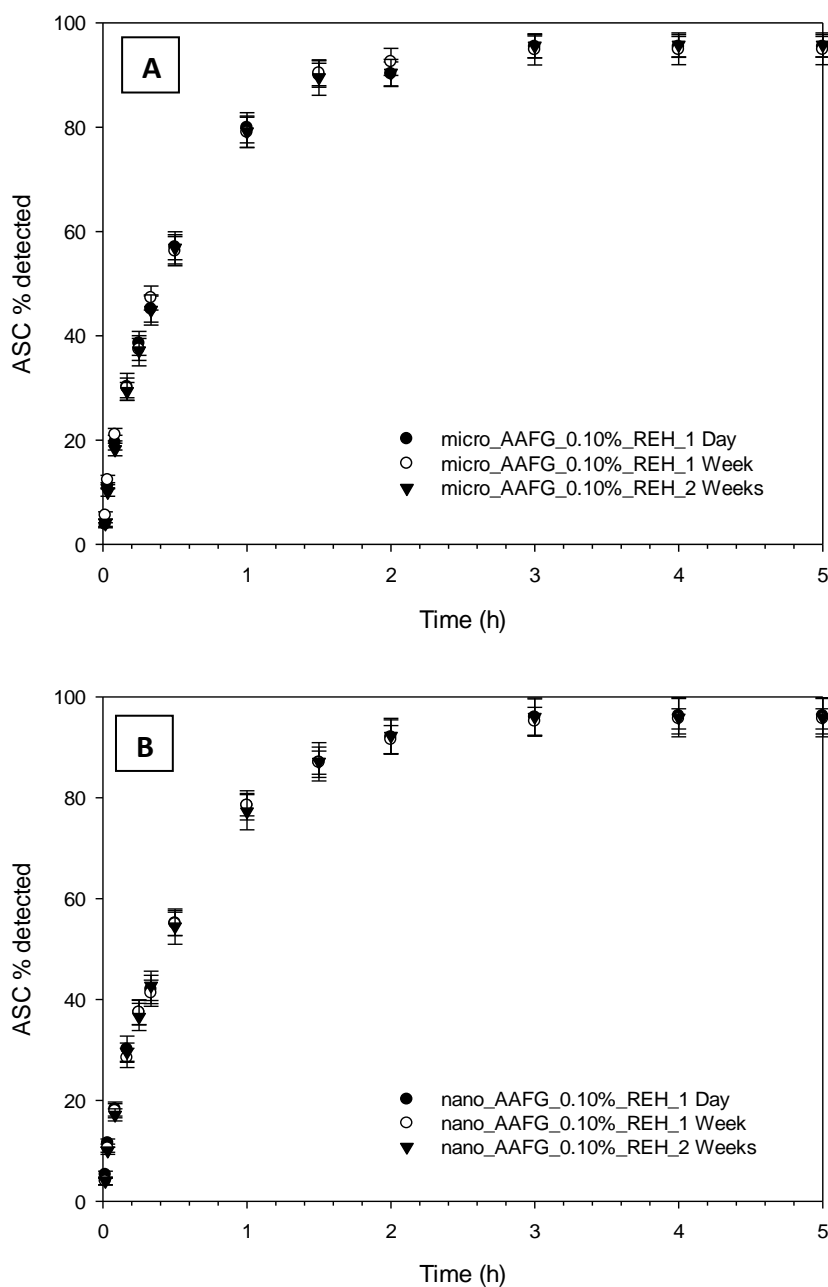 A
100
80
60
40
20
0
ASC % detected
micro_AAFG_0.10%_REH_1 Day
micro_AAFG_0.10%_REH_1 Week
micro_AAFG_0.10%_REH_2 Weeks
0 1 2 3 4 5
Time (h)
B
100
80
60
40
20
0
ASC % detected
nano_AAFG_0.10%_REH_1 Day
nano_AAFG_0.10%_REH_1 Week
nano_AAFG_0.10%_REH_2 Weeks
0 1 2 3 4 5
Time (h)